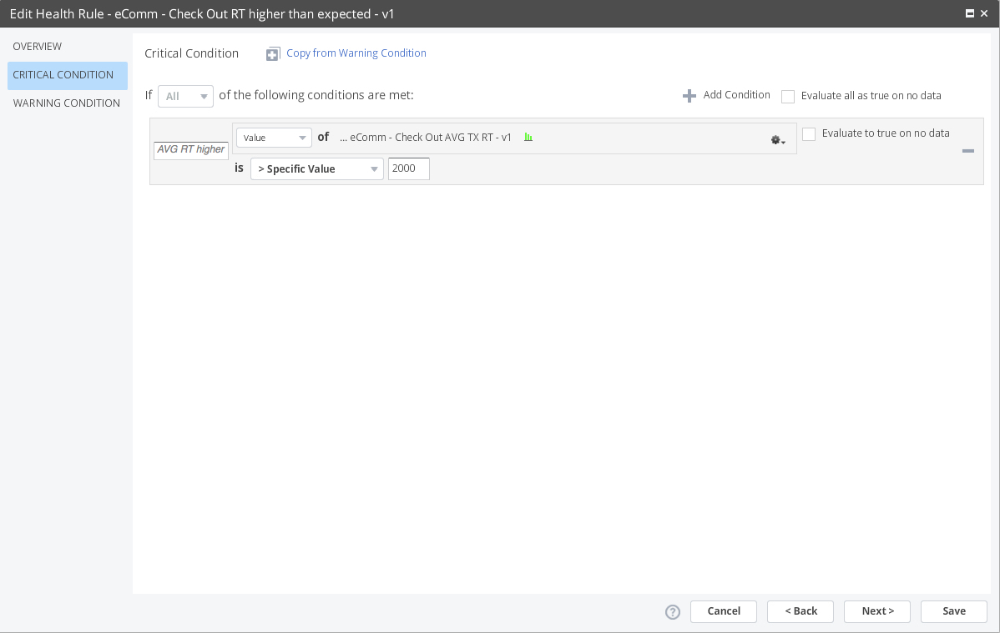 Edit Health Rule - eComm - Check Out RT higher than expected - v1
OVERVIEW
CRITICAL CONDITION
WARNING CONDITION
Critical Condition
Copy from Warning Condition
If All of the following conditions are met:
Add Condition
Evaluate all as true on no data
AVG RT higher
Value of ... eComm - Check Out AVG TX RT - v1
Evaluate to true on no data
is > Specific Value 2000
? Cancel < Back Next > Save